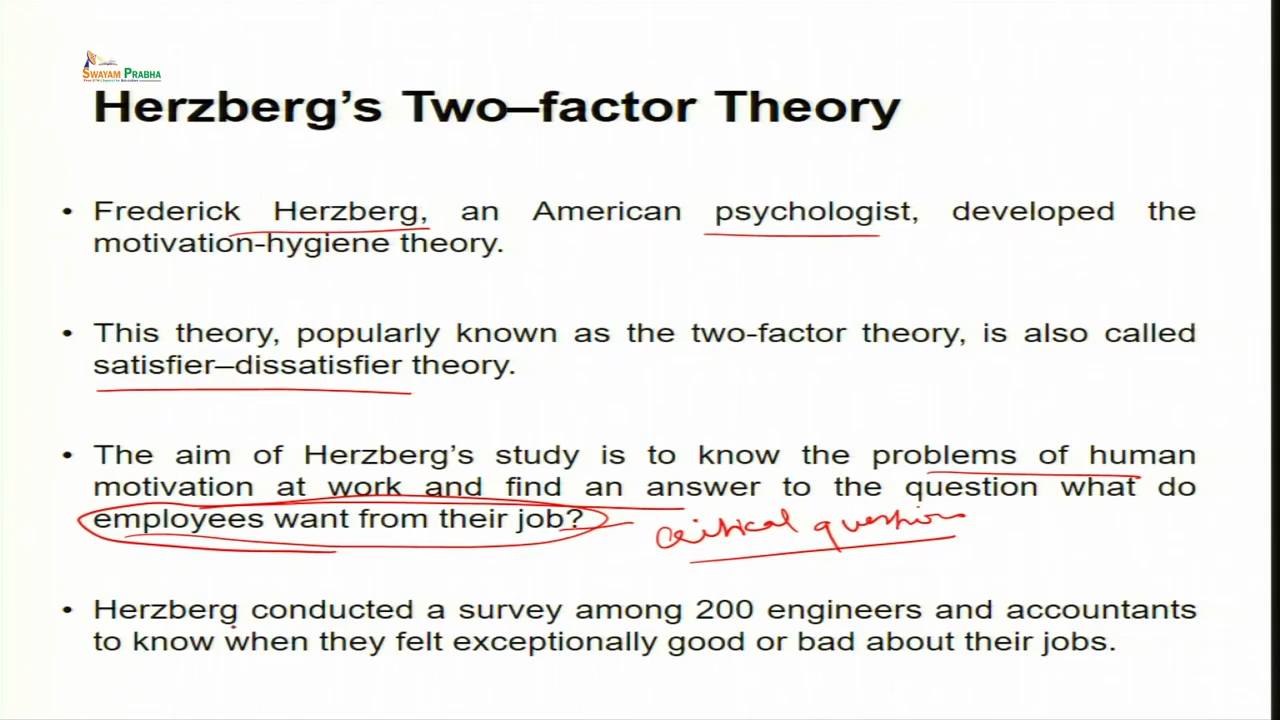 SWAYAM PRABHA
Herzberg's Two–factor Theory
• Frederick Herzberg, an American psychologist, developed the
motivation-hygiene theory.
• This theory, popularly known as the two-factor theory, is also called
satisfier–dissatisfier theory.
• The aim of Herzberg's study is to know the problems of human
motivation at work and find an answer to the question what do
employees want from their job?
critical question
• Herzberg conducted a survey among 200 engineers and accountants
to know when they felt exceptionally good or bad about their jobs.